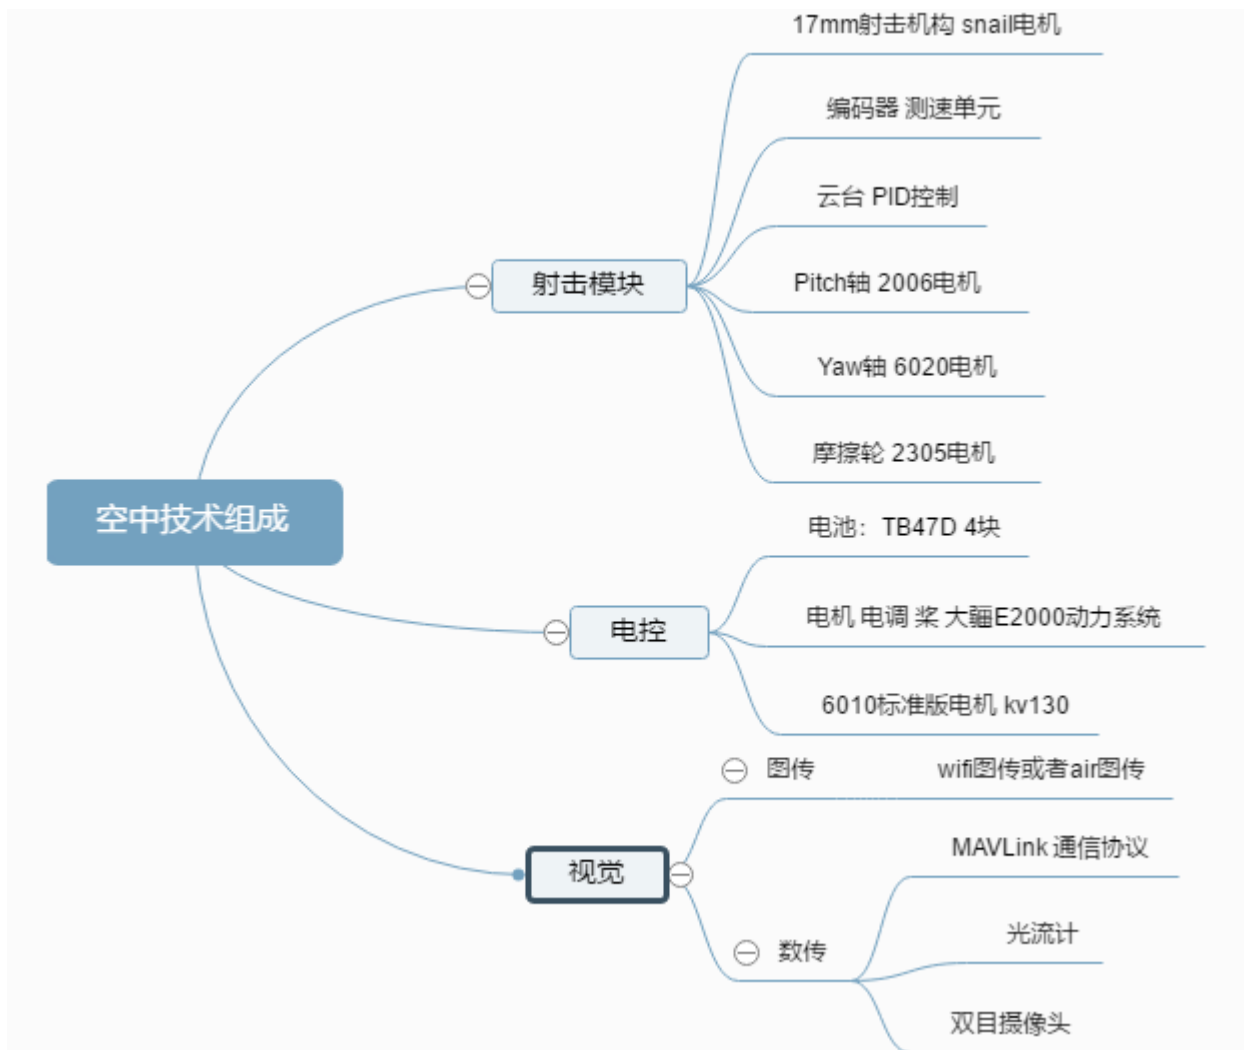 17mm射击机构 snail电机
编码器 测速单元
云台 PID控制
射击模块
Pitch轴 2006电机
Yaw轴 6020电机
摩擦轮 2305电机
空中技术组成
电池：TB47D 4块
电机 电调 桨 大疆E2000动力系统
电控
6010标准版电机 kv130
图传
wifi图传或者air图传
视觉
MAVLink 通信协议
光流计
数传
双目摄像头